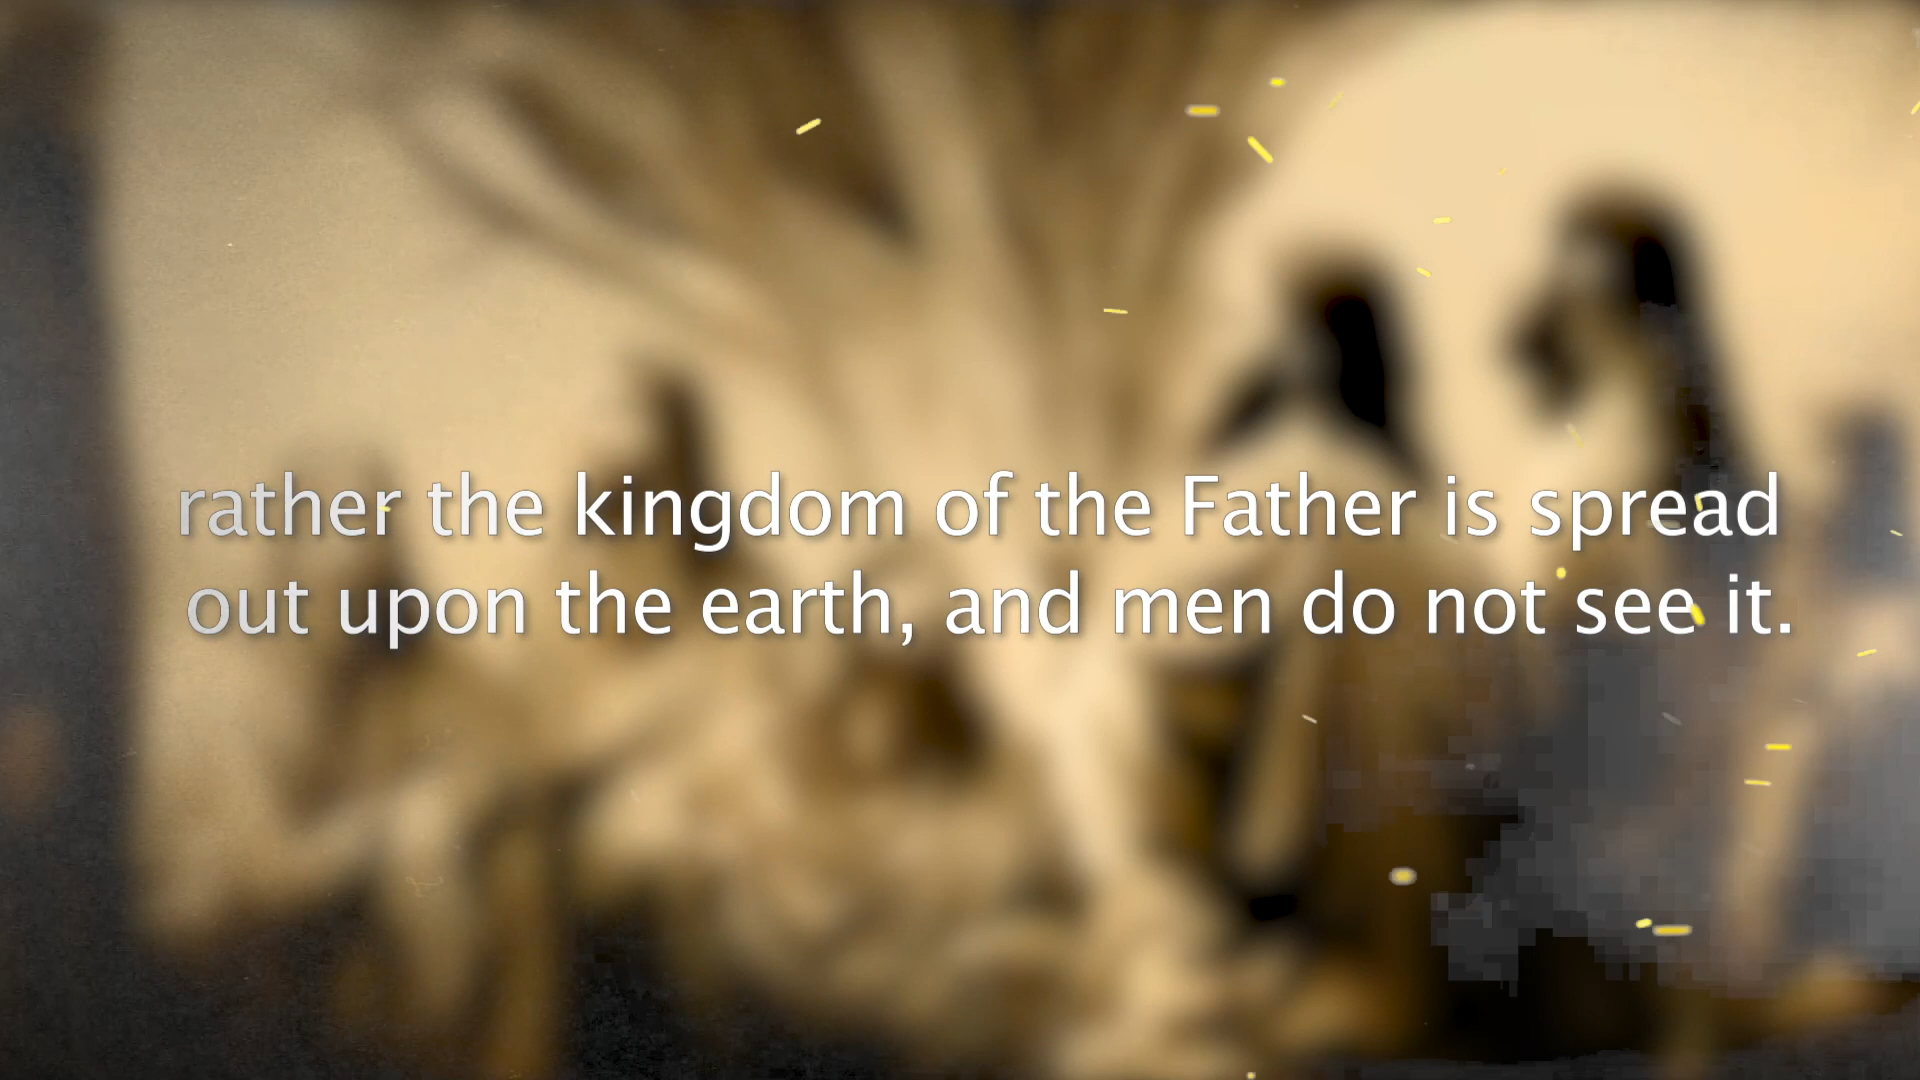 rather the kingdom of the Father is spread
out upon the earth, and men do not see it.